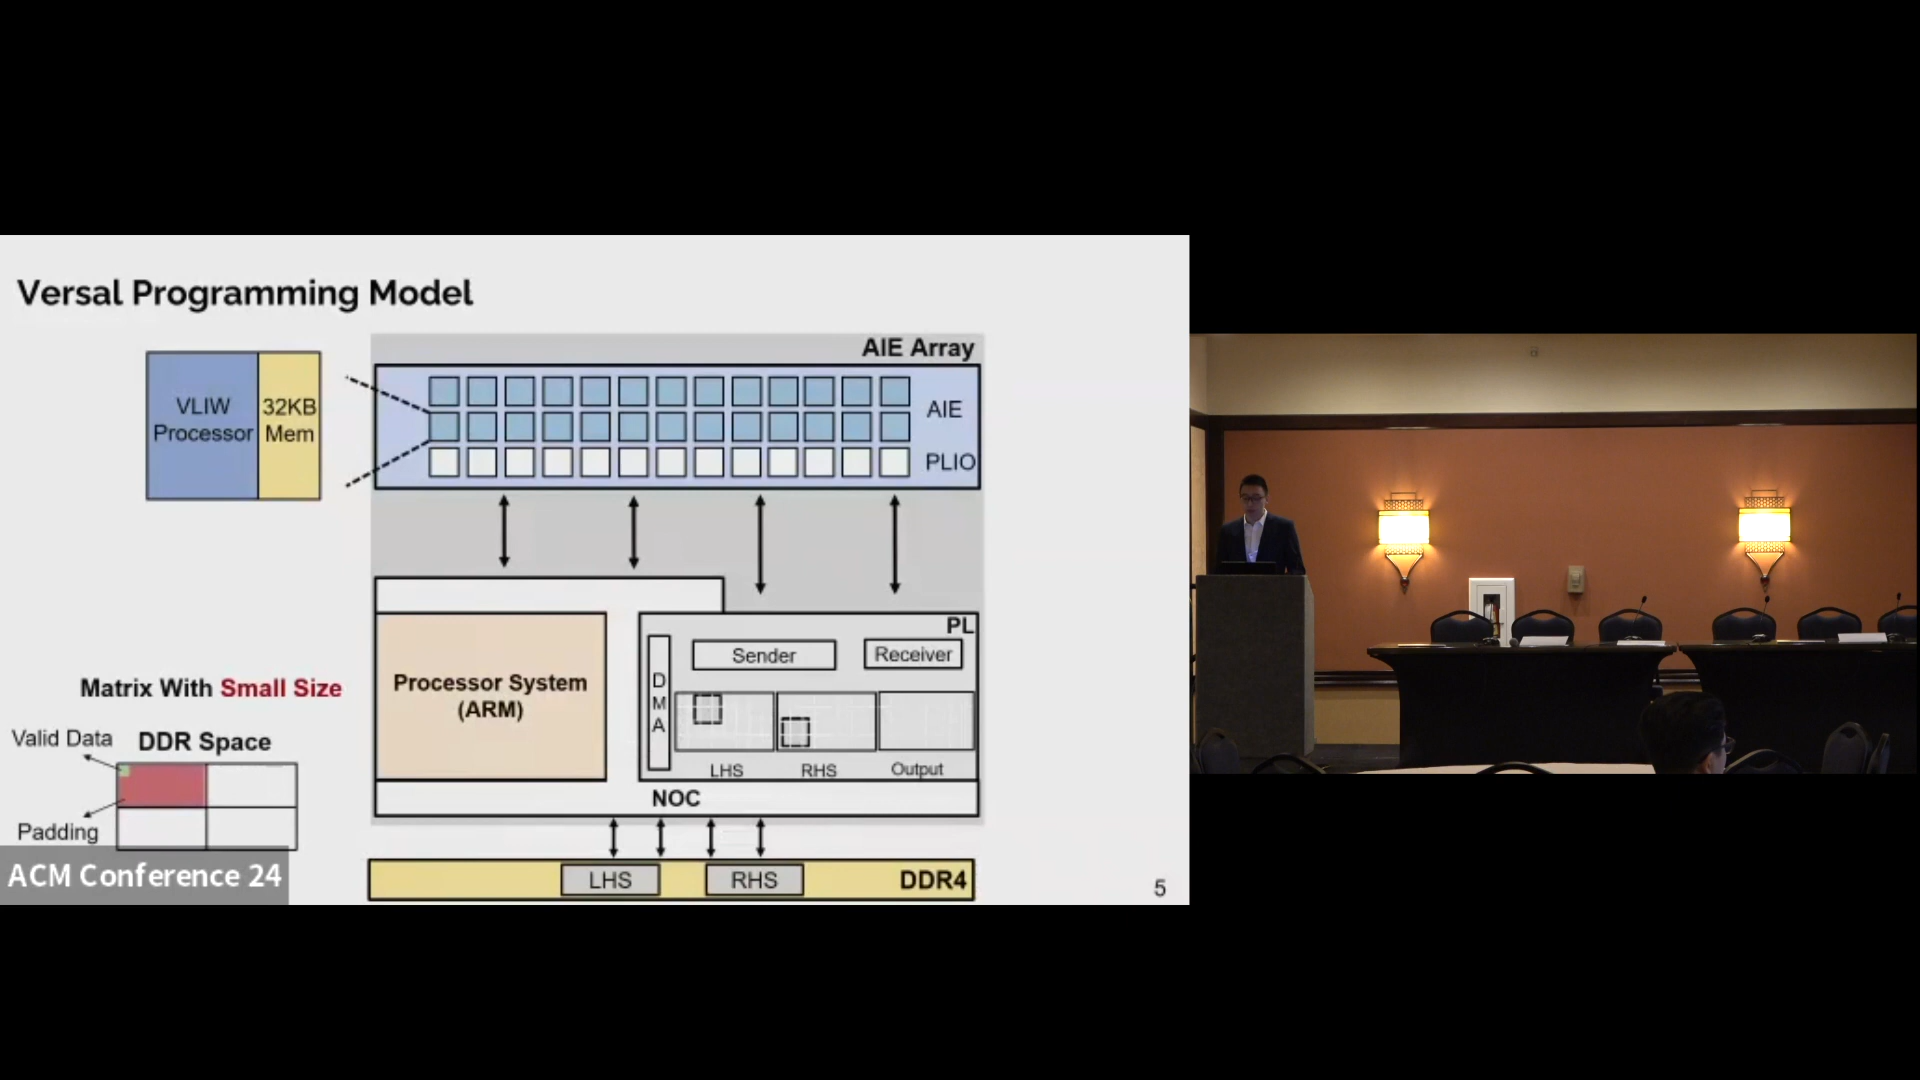 Versal Programming Model
AIE Array
VLIW
Processor
32KB
Mem
AIE
PLIO
Processor System
(ARM)
PL
Sender
Receiver
D
M
A
LHS
RHS
Output
NOC
Matrix With Small Size
Valid Data
DDR Space
Padding
LHS
RHS
DDR4
ACM Conference 24
5